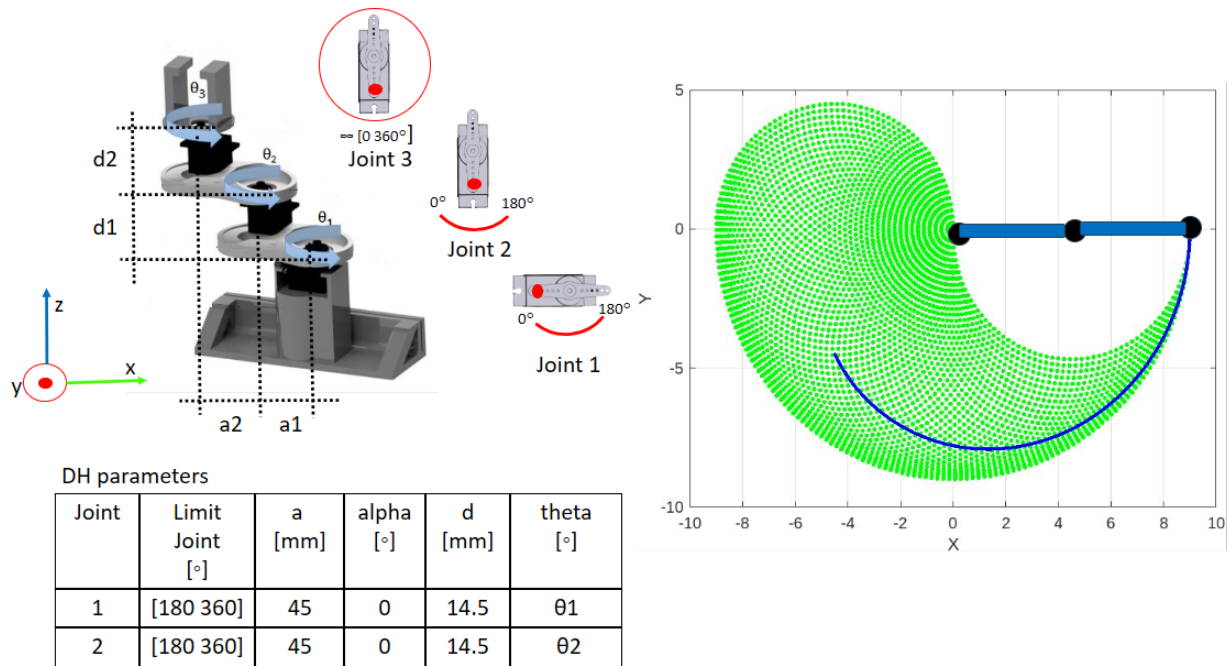 θ3
θ2
θ1
d2
d1
a2 a1
z
y
x
[0 360°]
Joint 3
0° 180°
Joint 2
0° 180°
Joint 1
DH parameters
Joint Limit Joint [°] a [mm] alpha [°] d [mm] theta [°]
1 [180 360] 45 0 14.5 θ1
2 [180 360] 45 0 14.5 θ2
Y
5
0
-5
-10
-10 -8 -6 -4 -2 0 2 4 6 8 10
X